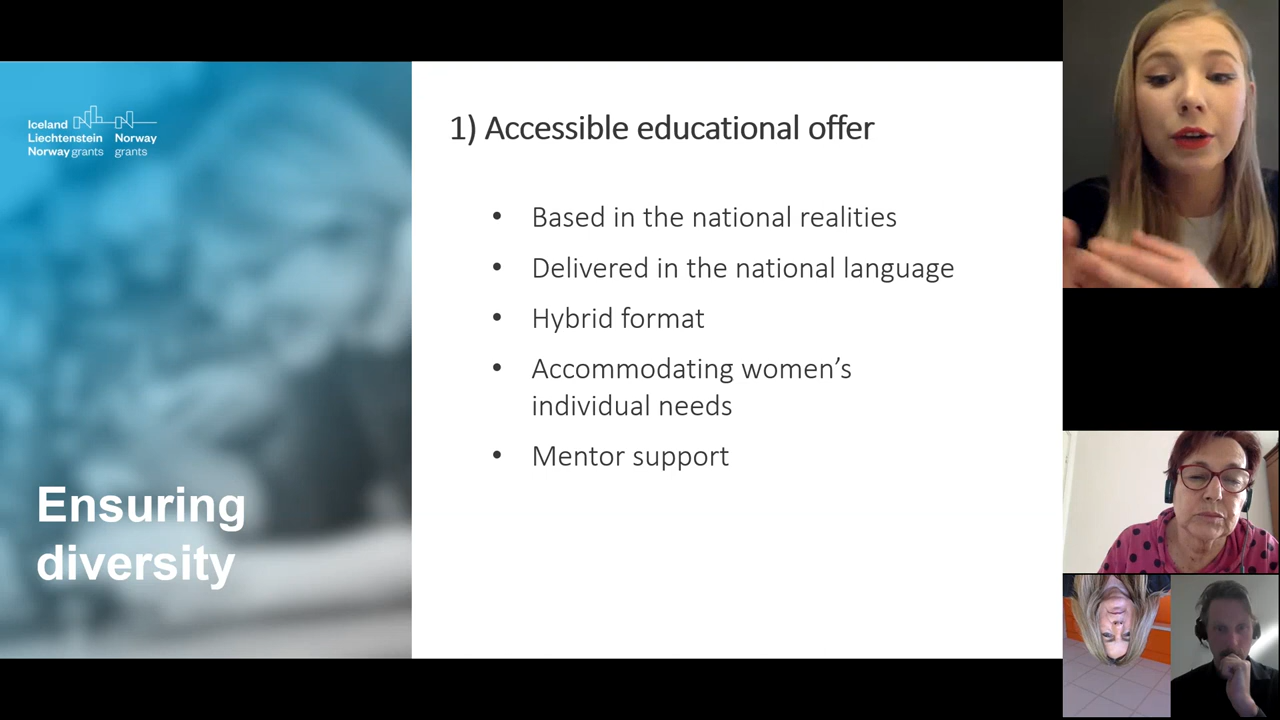 Iceland
Liechtenstein Norway
Norway grants grants
Ensuring
diversity
1) Accessible educational offer
• Based in the national realities
• Delivered in the national language
• Hybrid format
• Accommodating women’s
individual needs
• Mentor support